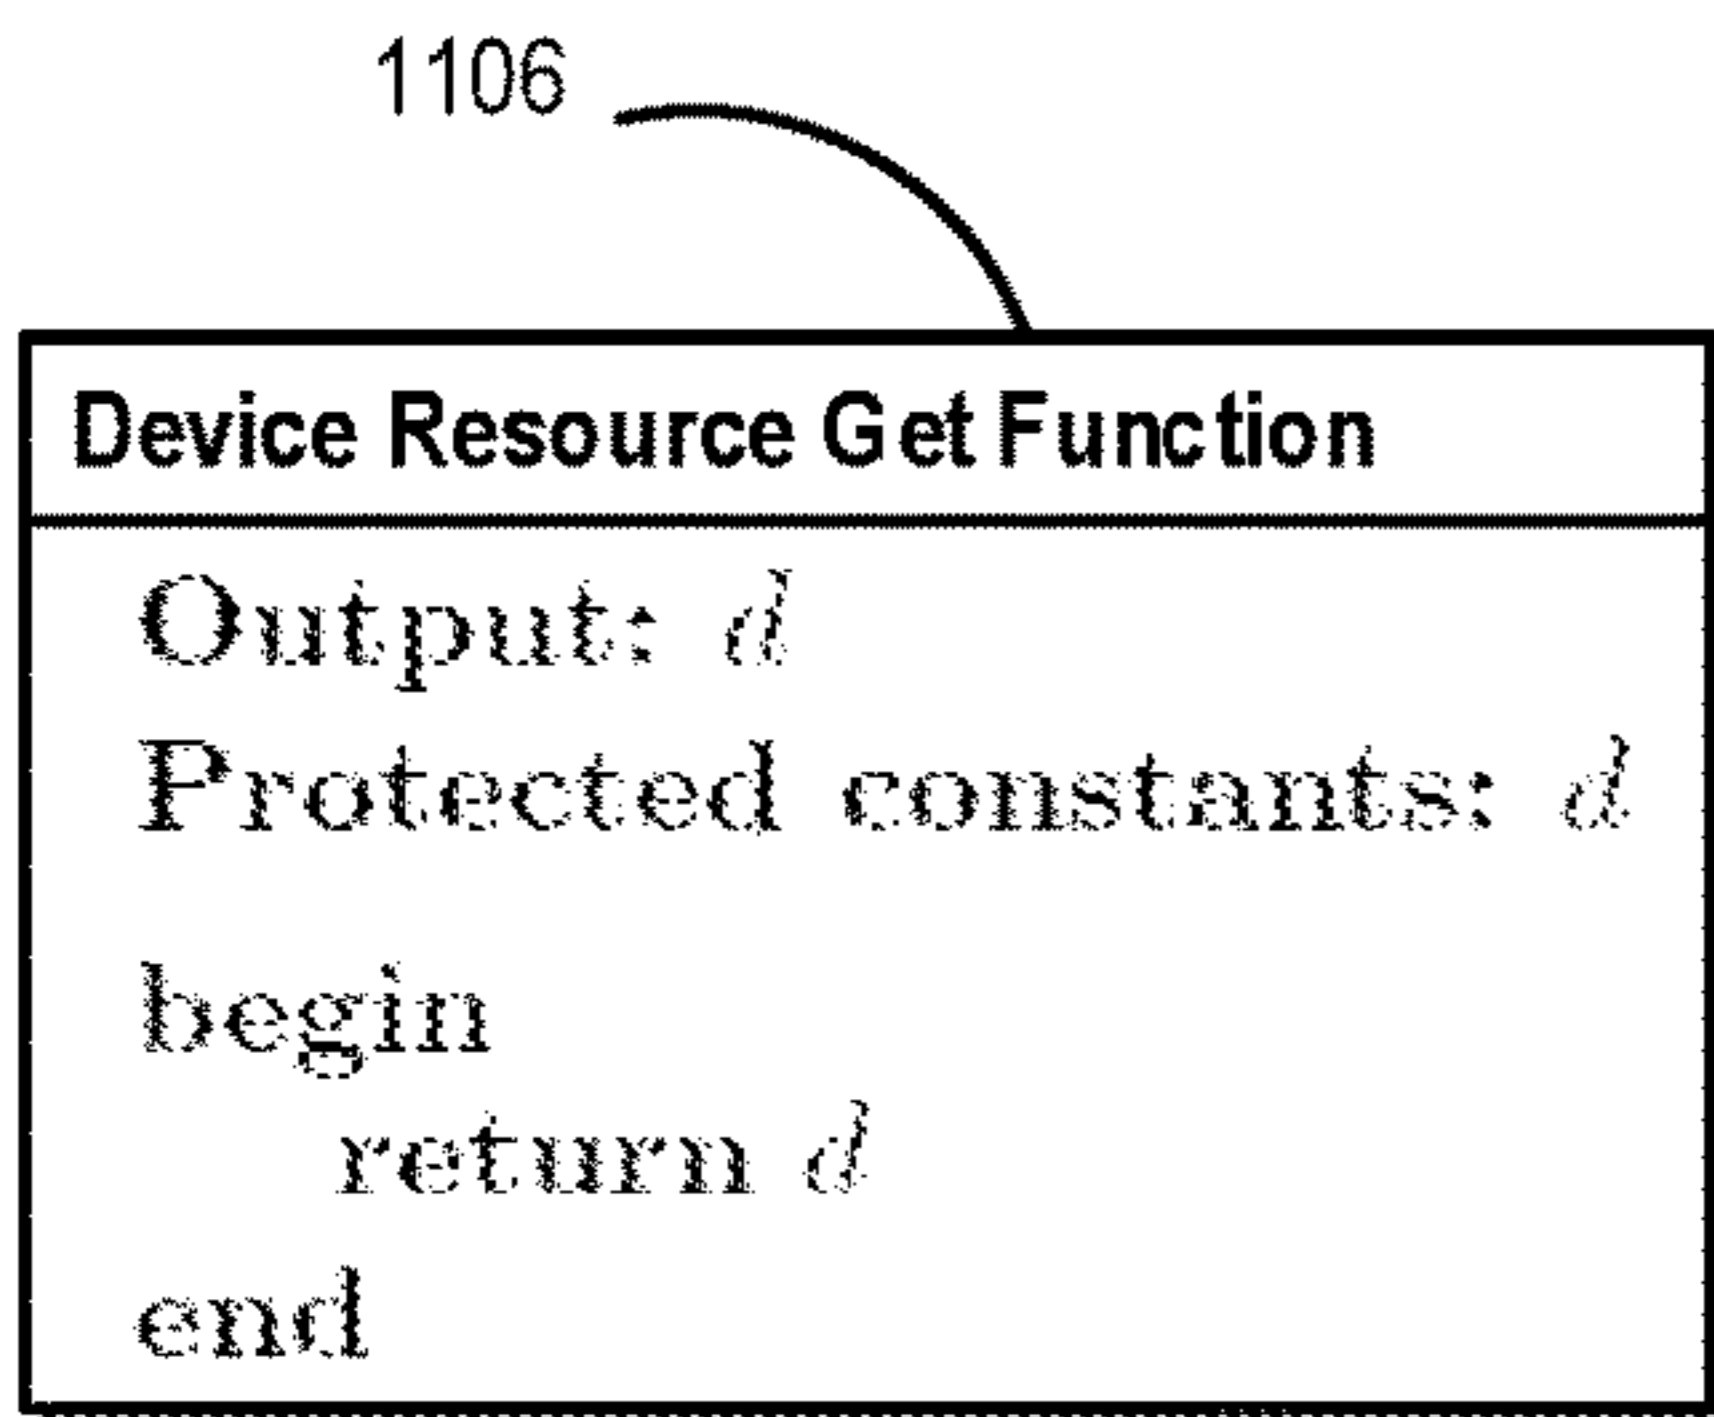 1106
Device Resource Get Function
Output: d
Protected constants: d
begin
return d
end